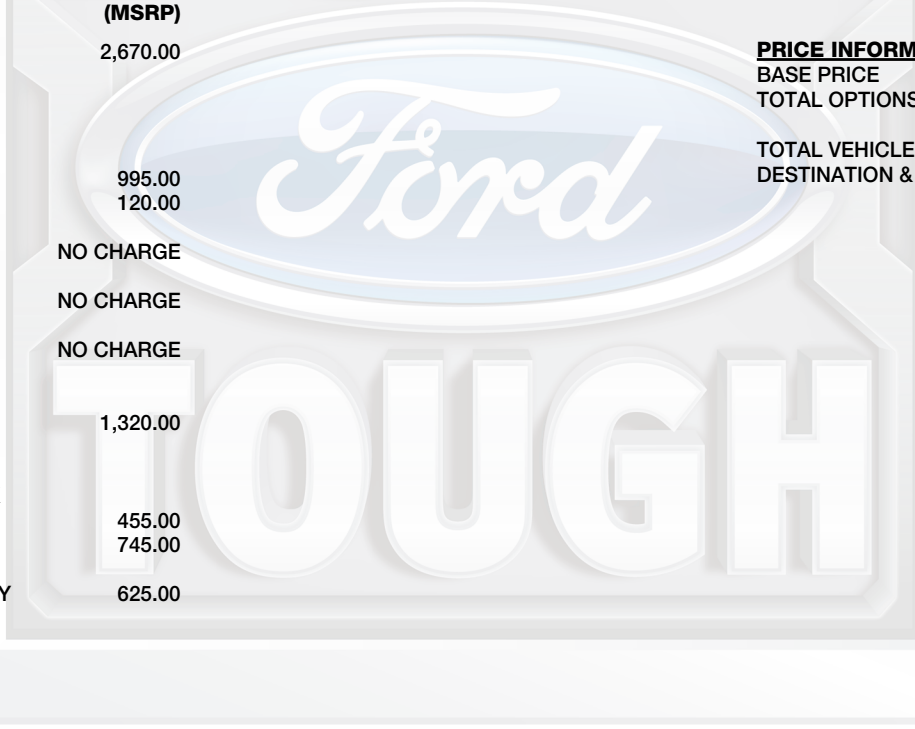 (MSRP)
2,670.00
995.00
120.00
NO CHARGE
NO CHARGE
NO CHARGE
1,320.00
455.00
745.00
Y 625.00
PRICE INFORM
BASE PRICE
TOTAL OPTIONS
TOTAL VEHICLE
DESTINATION &
Ford
TOUGH